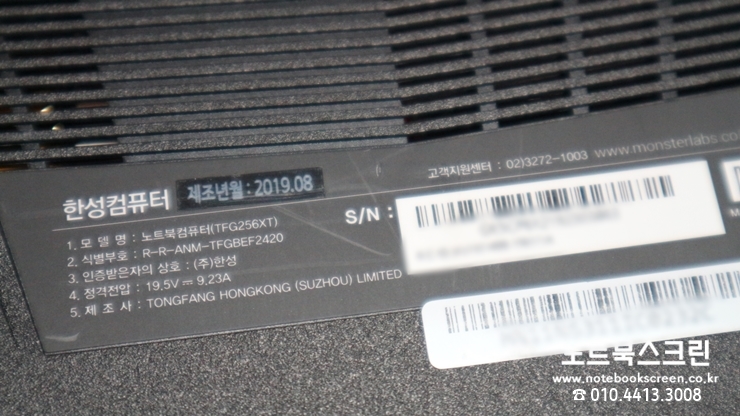 고객지원센터 : 02)3272-1003 www.monsterlabs.co
한성컴퓨터 제조년월 : 2019.08
S/N :
1. 모 델 명 : 노트북컴퓨터(TFG256XT)
2. 식별부호 : R-R-ANM-TFGBEF2420
3. 인증받은자의 상호 : (주)한성
4. 정격전압 : 19.5V ⎓ 9.23A
5. 제 조 사 : TONGFANG HONGKONG (SUZHOU) LIMITED
노트북스크린
www.notebookscreen.co.kr
☎ 010.4413.3008